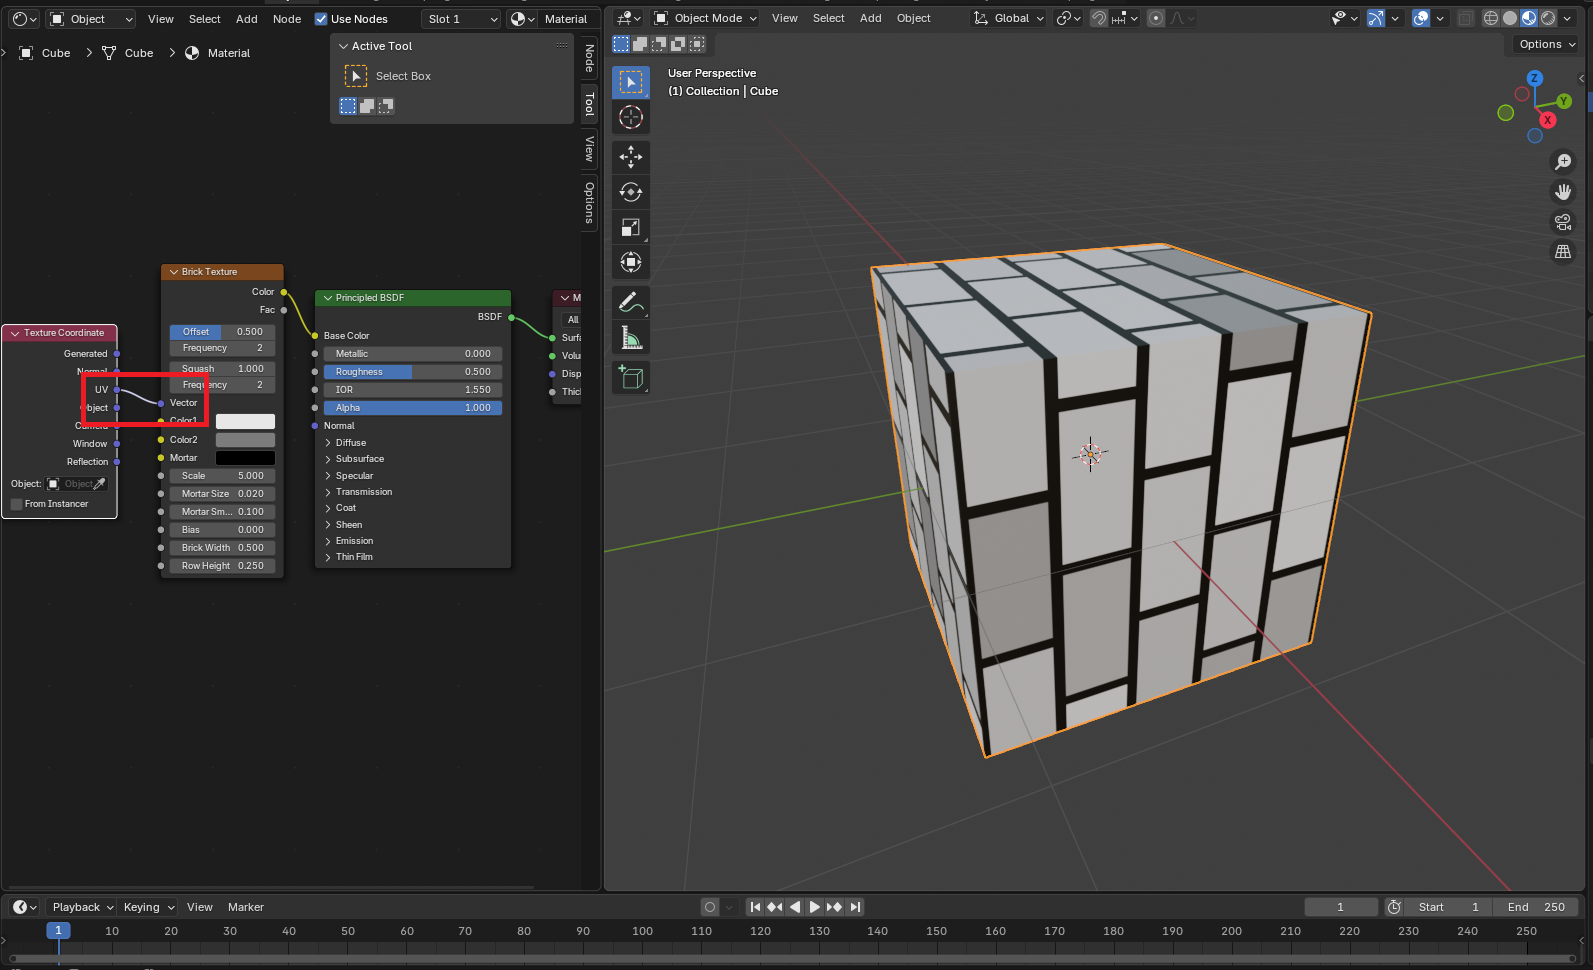 Object
View
Select
Add
Node
Use Nodes
Slot 1
Material
Cube
Cube
Material
Active Tool
Select Box
Node
Tool
View
Options
Brick Texture
Color
Fac
Offset 0.500
Frequency 2
Squash 1.000
Frequency 2
Vector
Color1
Color2
Mortar
Scale 5.000
Mortar Size 0.020
Mortar Sm... 0.100
Bias 0.000
Brick Width 0.500
Row Height 0.250
Texture Coordinate
Generated
Normal
UV
Object
Camera
Window
Reflection
Object: Object
From Instancer
Principled BSDF
BSDF
Base Color
Metallic 0.000
Roughness 0.500
IOR 1.550
Alpha 1.000
Normal
Diffuse
Subsurface
Specular
Transmission
Coat
Sheen
Emission
Thin Film
M
All
Surfa
Volu
Disp
Thic
Object Mode
View
Select
Add
Object
Global
Options
User Perspective
(1) Collection | Cube
Z
Y
X
Playback
Keying
View
Marker
1
Start 1
End 250
1 10 20 30 40 50 60 70 80 90 100 110 120 130 140 150 160 170 180 190 200 210 220 230 240 250